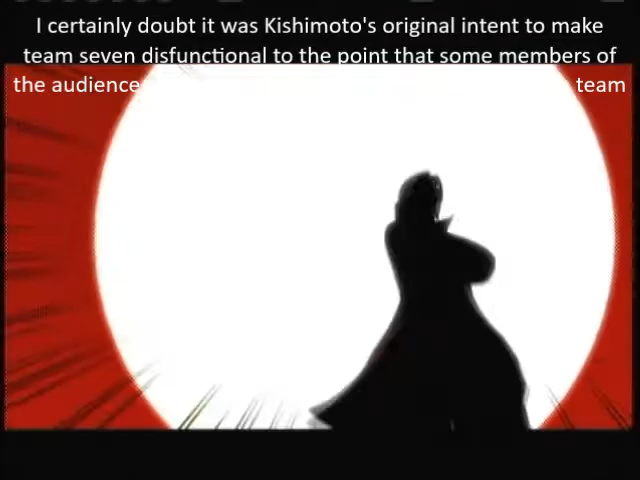 I certainly doubt it was Kishimoto's original intent to make
team seven disfunctional to the point that some members of
the audience team